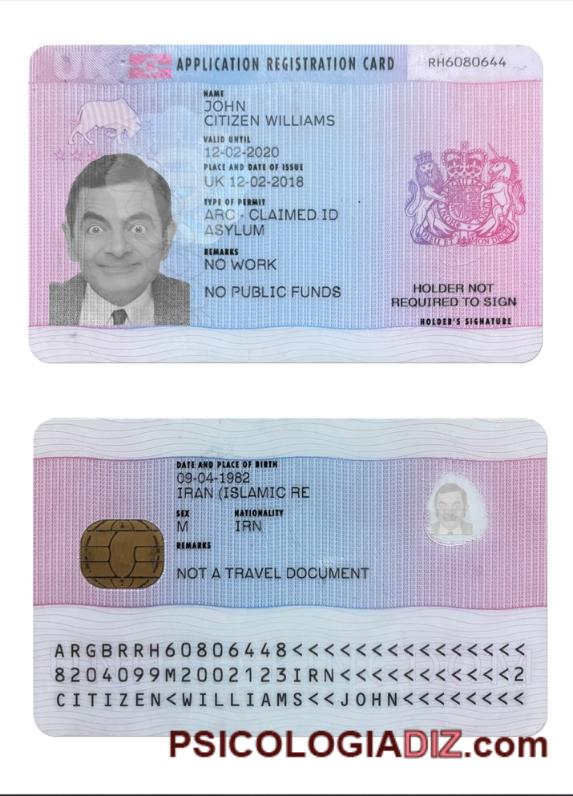 UK
APPLICATION REGISTRATION CARD
RH6080644
NAME
JOHN
CITIZEN WILLIAMS
VALID UNTIL
12-02-2020
PLACE AND DATE OF ISSUE
UK 12-02-2018
TYPE OF PERMIT
ARC - CLAIMED.ID
ASYLUM
REMARKS
NO WORK
NO PUBLIC FUNDS
HOLDER NOT
REQUIRED TO SIGN
HOLDER'S SIGNATURE
DATE AND PLACE OF BIRTH
09-04-1982
IRAN (ISLAMIC RE
SEX NATIONALITY
M IRN
REMARKS
NOT A TRAVEL DOCUMENT
ARGBRRH60806448<<<<<<<<<<<<<<<
8204099M2002123IRN<<<<<<<<<<<2
CITIZEN<WILLIAMS<<JOHN<<<<<<<<
PSICOLOGIADIZ.com